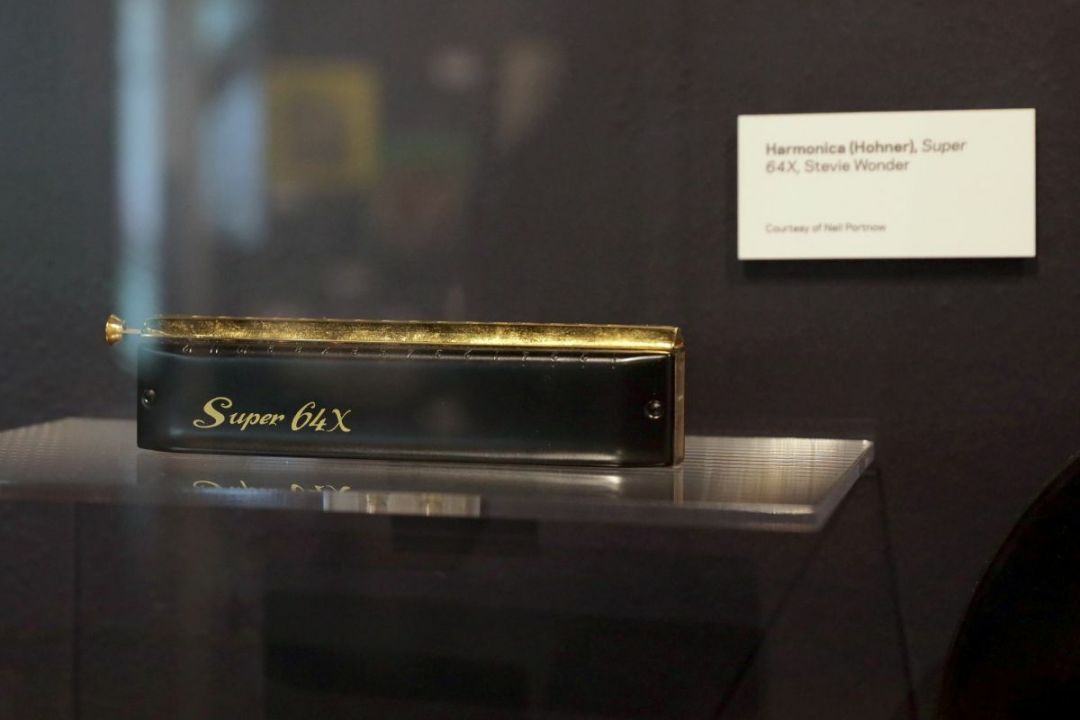 Harmonica (Hohner), Super
64X, Stevie Wonder
Courtesy of Neil Portnow
Super 64X